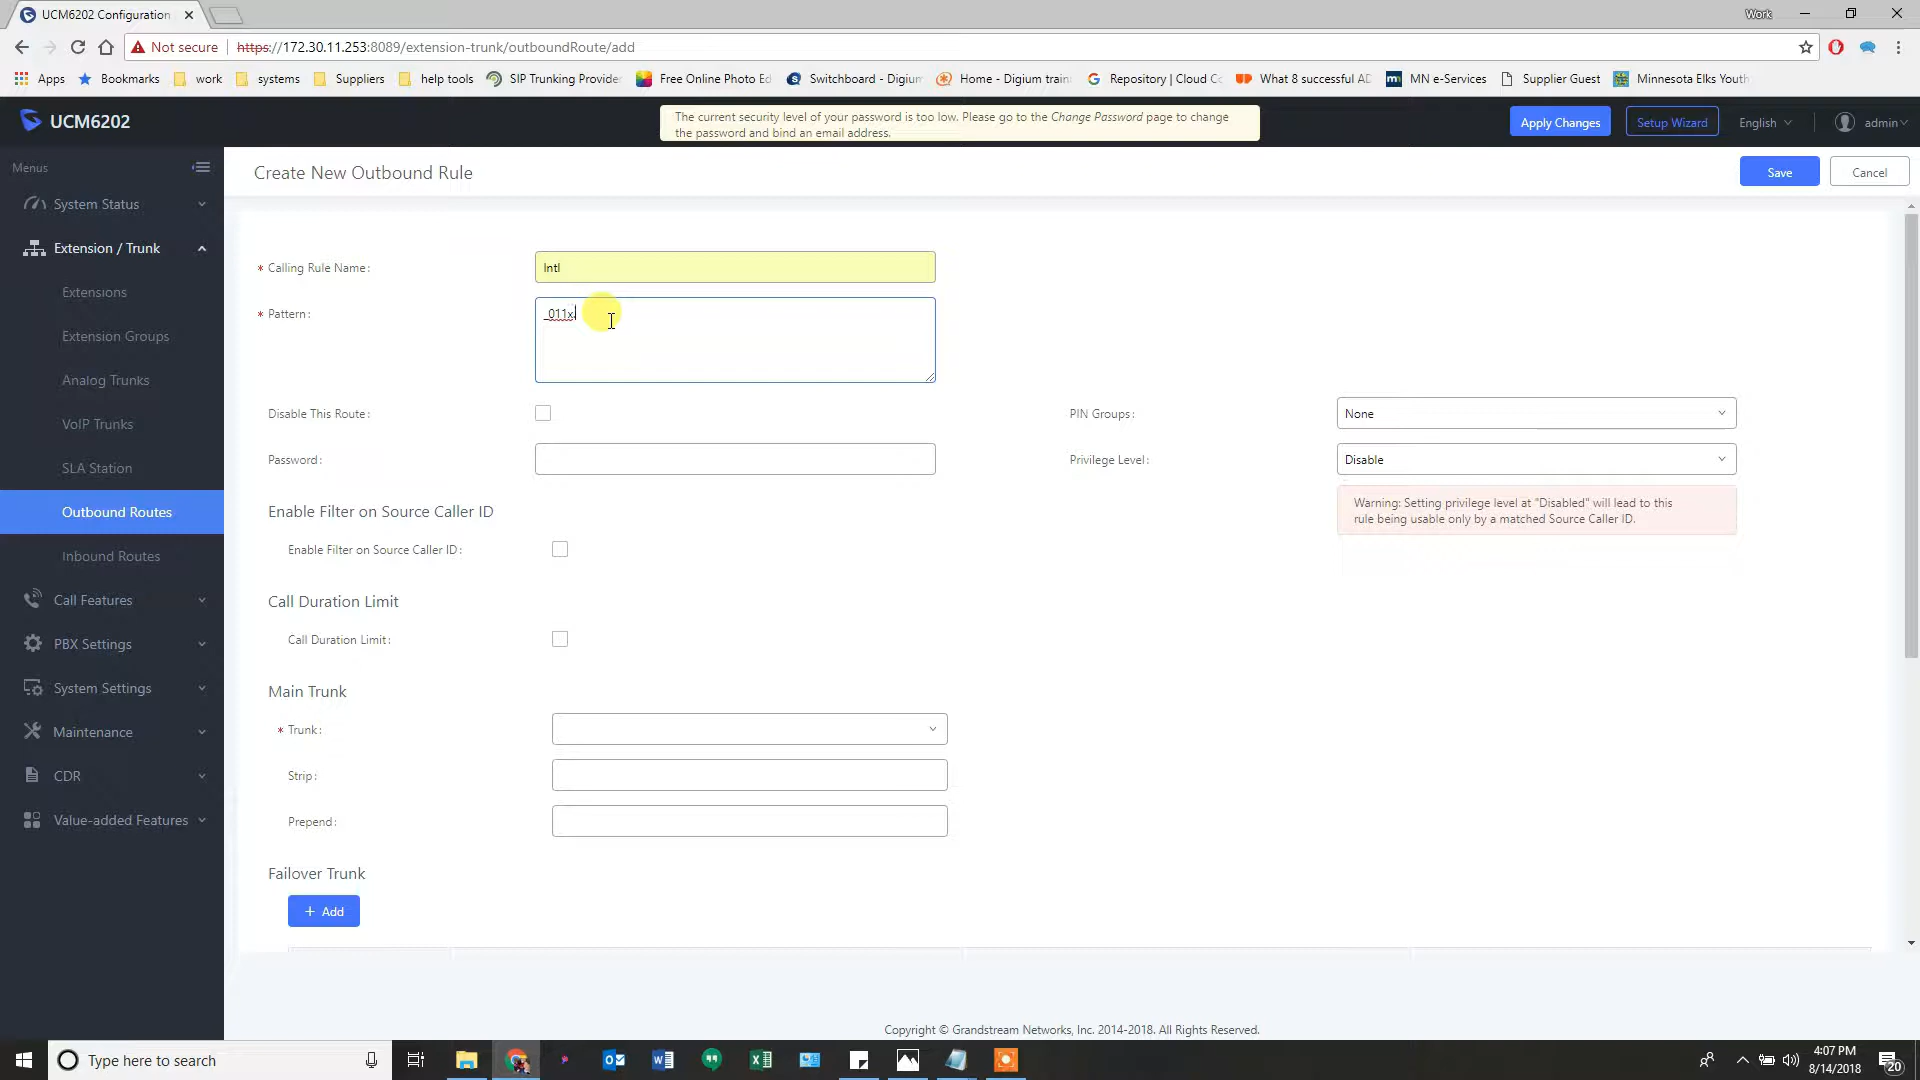 UCM6202 Configuration
Work
Not secure
https://172.30.11.253:8089/extension-trunk/outboundRoute/add
Apps
Bookmarks
work
systems
Suppliers
help tools
SIP Trunking Provide
Free Online Photo Ed
Switchboard - Digium
Home - Digium train
Repository | Cloud Co
What 8 successful AD
MN e-Services
Supplier Guest
Minnesota Elks Youth
UCM6202
The current security level of your password is too low. Please go to the Change Password page to change
the password and bind an email address.
Apply Changes
Setup Wizard
English
admin
Menus
System Status
Extension / Trunk
Extensions
Extension Groups
Analog Trunks
VoIP Trunks
SLA Station
Outbound Routes
Inbound Routes
Call Features
PBX Settings
System Settings
Maintenance
CDR
Value-added Features
Create New Outbound Rule
Save
Cancel
* Calling Rule Name:
Intl
* Pattern:
_011x.
Disable This Route:
PIN Groups:
None
Password:
Privilege Level:
Disable
Warning: Setting privilege level at "Disabled" will lead to this
rule being usable only by a matched Source Caller ID.
Enable Filter on Source Caller ID
Enable Filter on Source Caller ID:
Call Duration Limit
Call Duration Limit:
Main Trunk
* Trunk:
Strip:
Prepend:
Failover Trunk
+ Add
Copyright © Grandstream Networks, Inc. 2014-2018. All Rights Reserved.
Type here to search
4:07 PM
8/14/2018
20